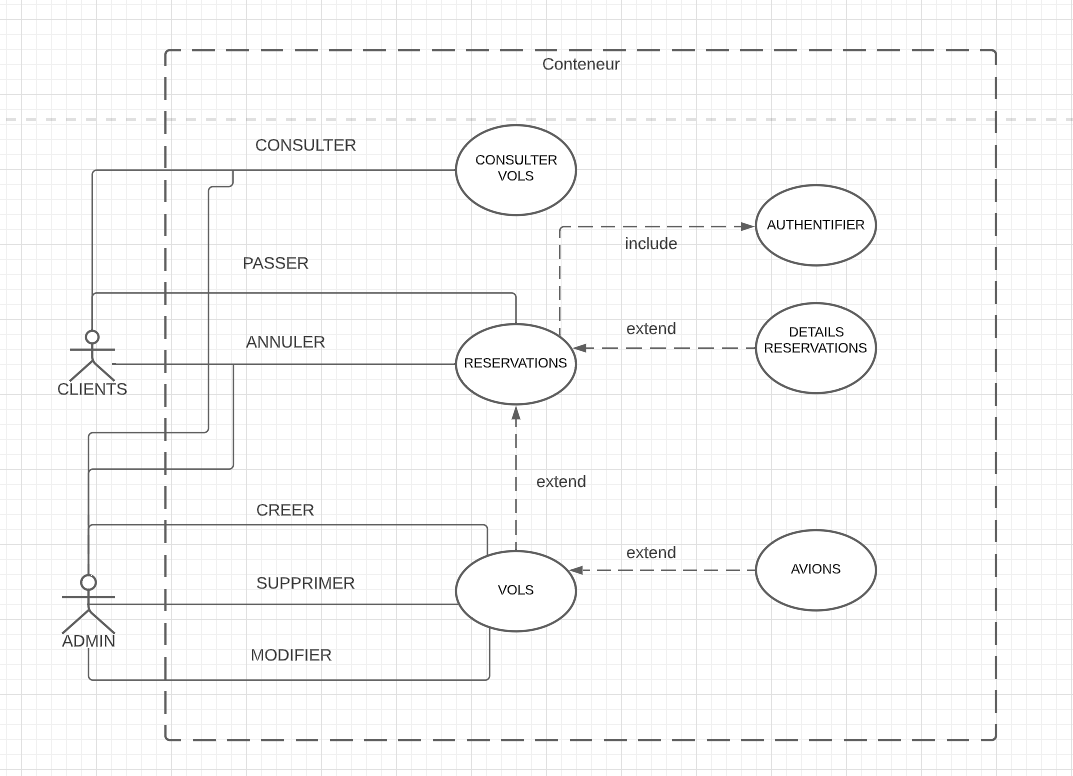 Conteneur
CONSULTER
CONSULTER
VOLS
AUTHENTIFIER
include
PASSER
extend
DETAILS
RESERVATIONS
ANNULER
RESERVATIONS
CLIENTS
extend
CREER
extend
AVIONS
SUPPRIMER
VOLS
ADMIN
MODIFIER